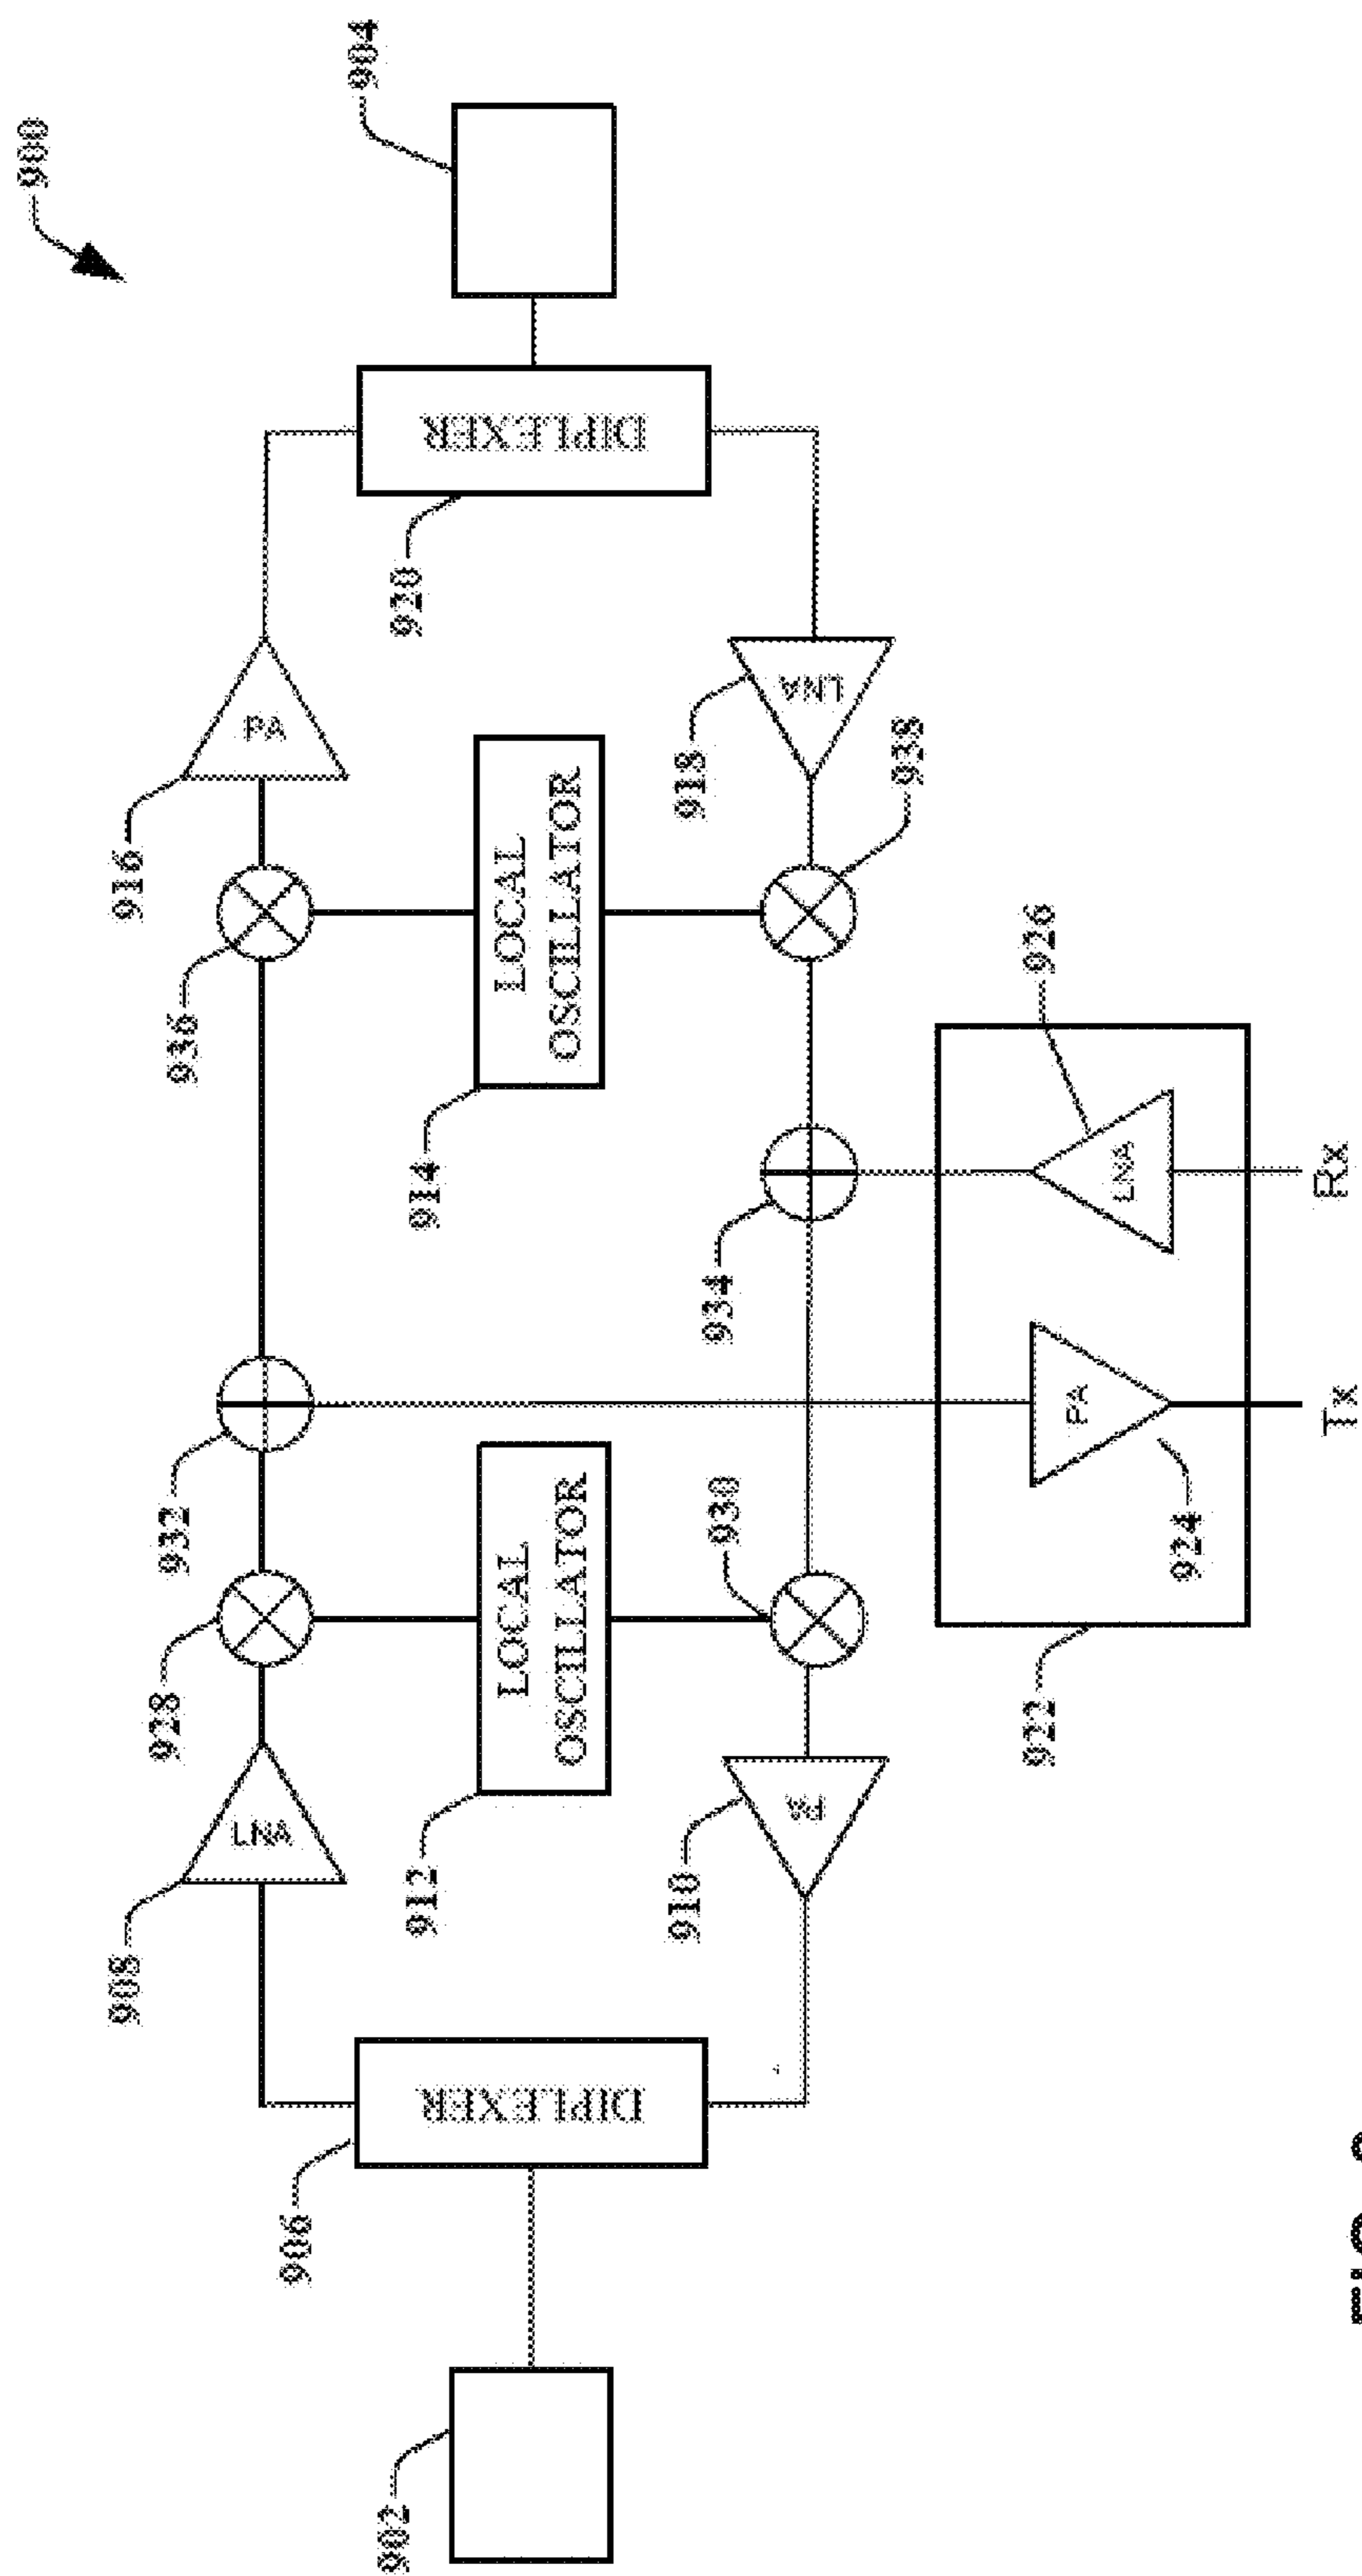 900
908
916
928
932
936
LNA
PA
906
904
902
912
914
920
DIPLEXER
LOCAL
OSCILLATOR
LOCAL
OSCILLATOR
DIPLEXER
910
930
934
918
PA
LNA
938
922
926
PA
LNA
924
Tx
Rx